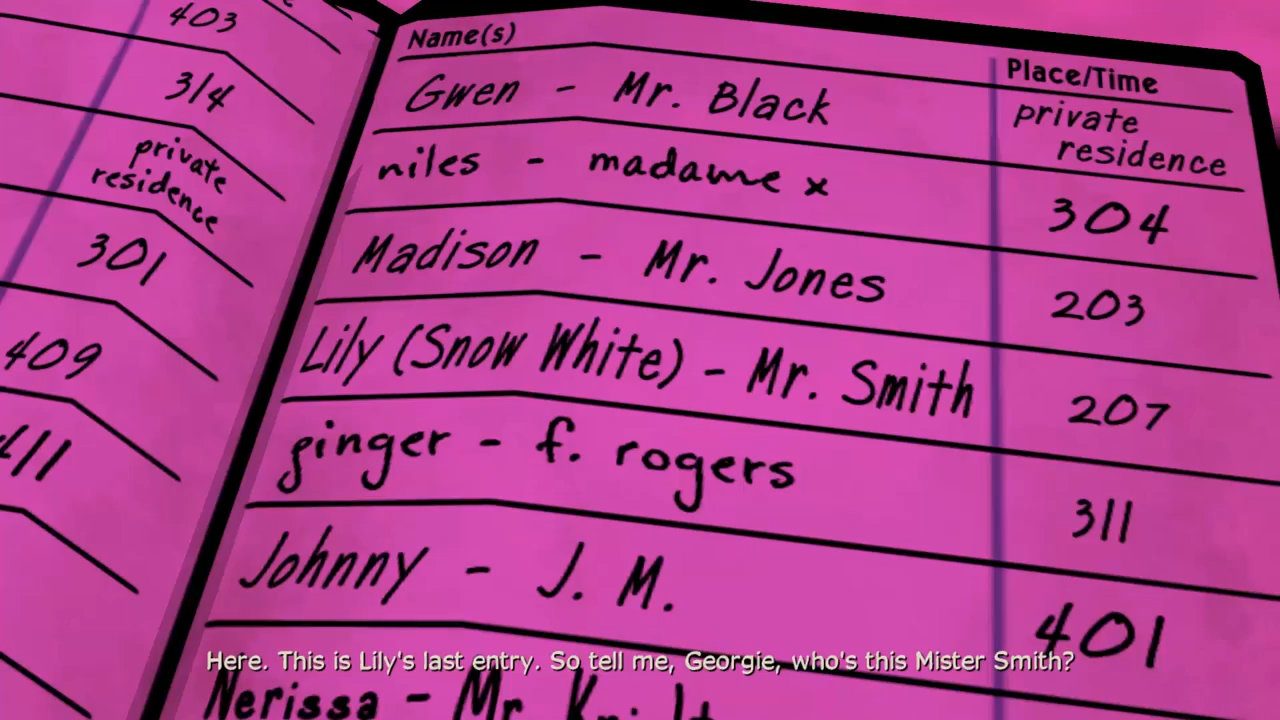 403
314
private
residence
301
409
411
Name(s) Place/Time
Gwen - Mr. Black private residence
niles - madame x 304
Madison - Mr. Jones 203
Lily (Snow White) - Mr. Smith 207
ginger - f. rogers 311
Johnny - J. M. 401
Nerissa - Mr.
Here. This is Lily's last entry. So tell me, Georgie, who's this Mister Smith?